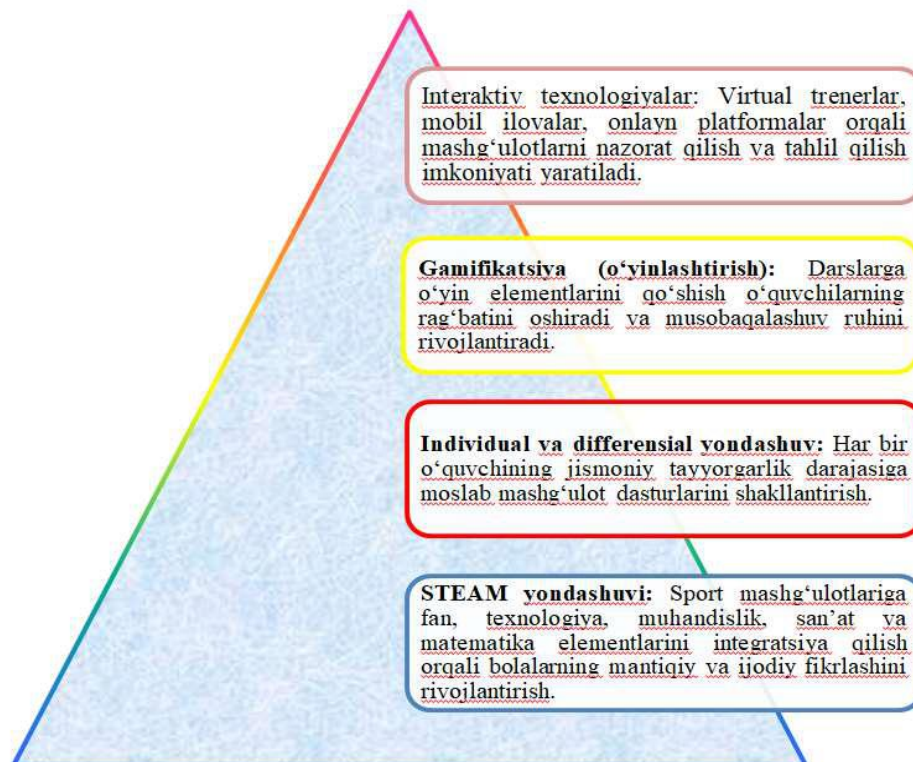 Interaktiv texnologiyalar: Virtual trenerlar,
mobil ilovalar, onlayn platformalar orqali
mashg‘ulotlarni nazorat qilish va tahlil qilish
imkoniyati yaratiladi.
Gamifikatsiya (o‘yinlashtirish): Darslarga
o‘yin elementlarini qo‘shish o‘quvchilarning
rag‘batini oshiradi va musobaqalashuv ruhini
rivojlantiradi.
Individual va differensial yondashuv: Har bir
o‘quvchining jismoniy tayyorgarlik darajasiga
moslab mashg‘ulot dasturlarini shakllantirish.
STEAM yondashuvi: Sport mashg‘ulotlariga
fan, texnologiya, muhandislik, san’at va
matematika elementlarini integratsiya qilish
orqali bolalarning mantiqiy va ijodiy fikrlashini
rivojlantirish.